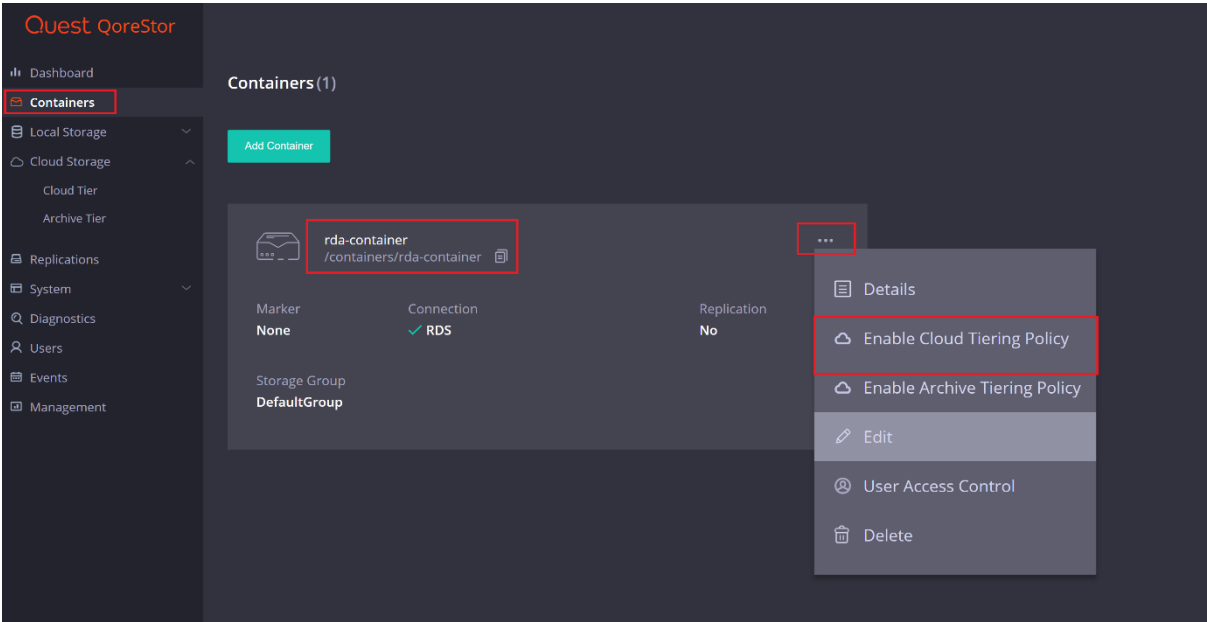 Quest QoreStor
Dashboard
Containers
Local Storage
Cloud Storage
Cloud Tier
Archive Tier
Replications
System
Diagnostics
Users
Events
Management
Containers (1)
Add Container
rda-container
/containers/rda-container
...
Marker
None
Connection
RDS
Replication
No
Storage Group
DefaultGroup
Details
Enable Cloud Tiering Policy
Enable Archive Tiering Policy
Edit
User Access Control
Delete